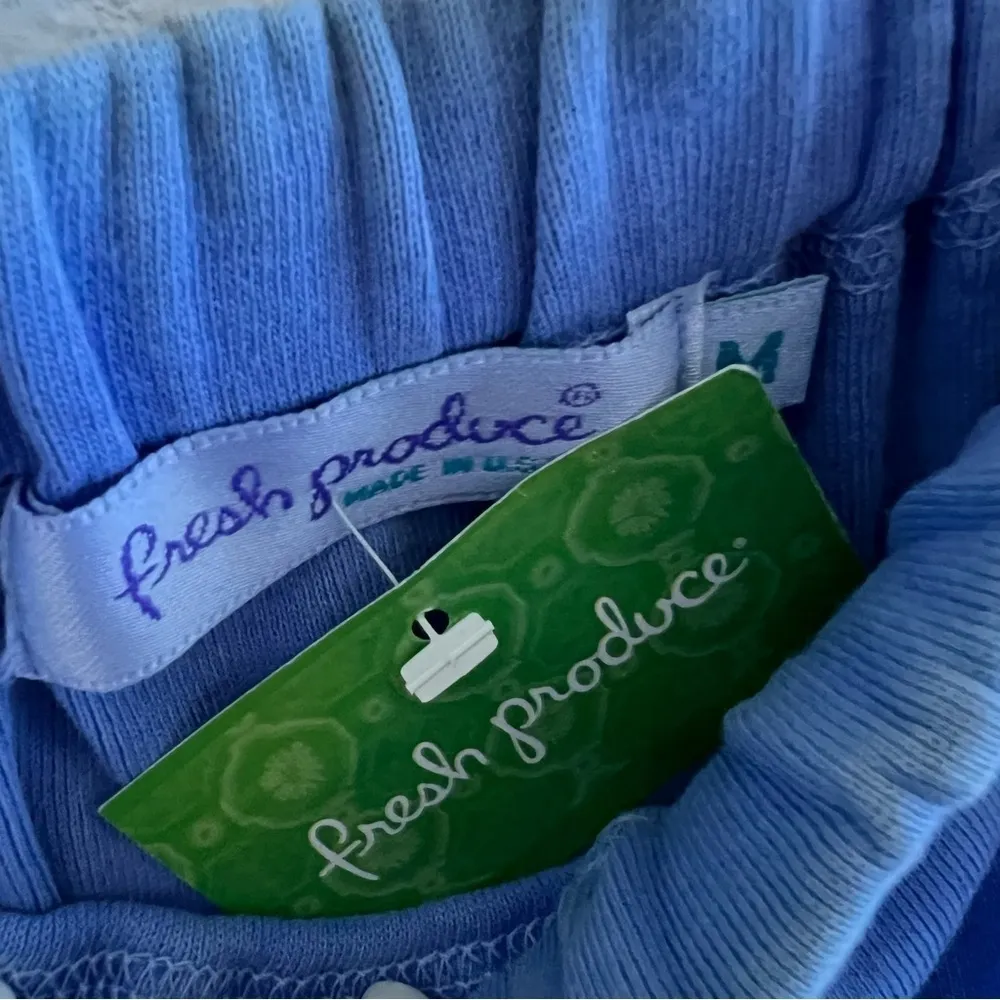 fresh produce®
MADE IN U.S
M
fresh produce.